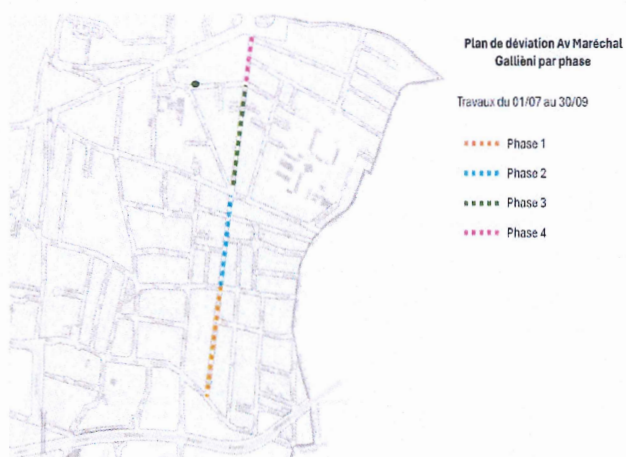 Plan de déviation Av Maréchal
Galliéni par phase
Travaux du 01/07 au 30/09
Phase 1
Phase 2
Phase 3
Phase 4